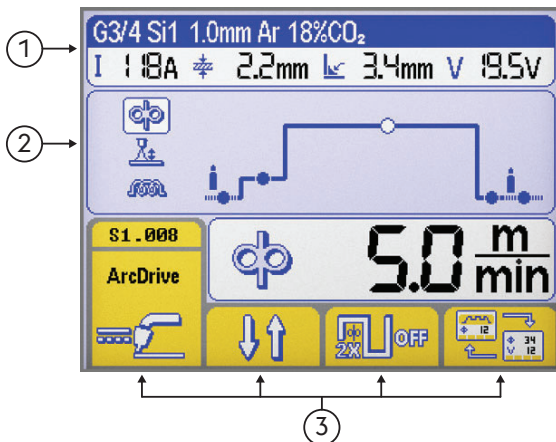 G3/4 Si1 1.0mm Ar 18%CO₂
I 118A 2.2mm 3.4mm V 19.5V
1
2
S1.008
ArcDrive
5.0 m/min
2X OFF
12
34
V 12
3